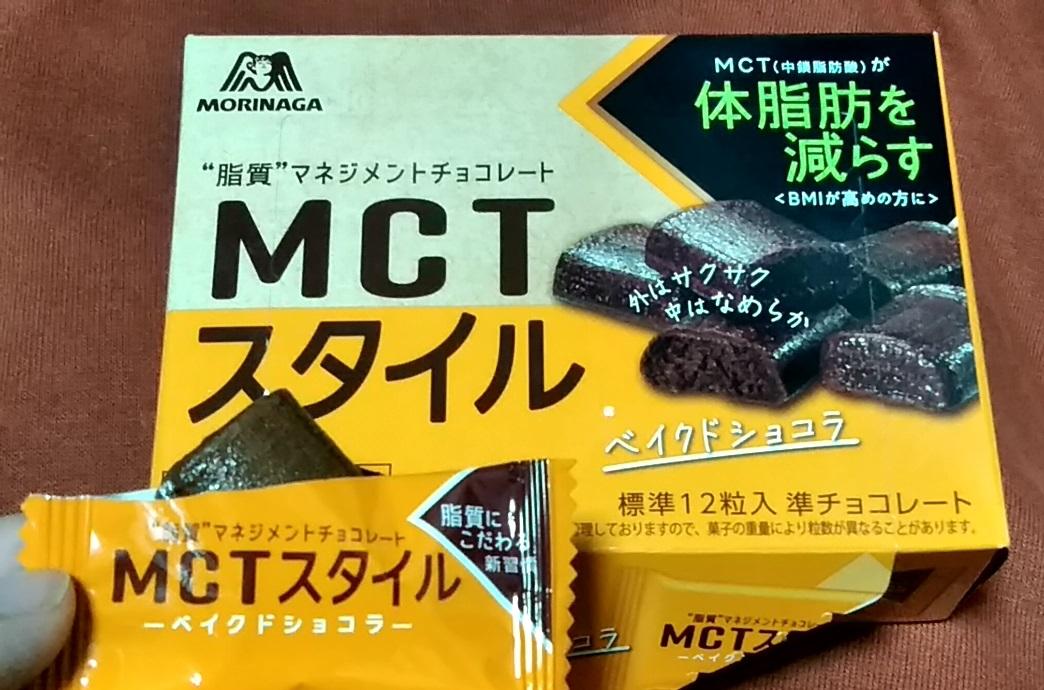 MORINAGA
MCT(中鎖脂肪酸)が
体脂肪を
減らす
<BMIが高めの方に>
“脂質”マネジメントチョコレート
MCT
スタイル
外はサクサク
中はなめらか
ベイクドショコラ
標準12粒入 準チョコレート
理しておりますので、菓子の重量により粒数が異なることがあります。
“脂質”マネジメントチョコレート
MCTスタイル
ーベイクドショコラー
脂質に
こだわる
新習慣
コラ
“脂質”マネジメントチョコレ
MCTス
ーベイク